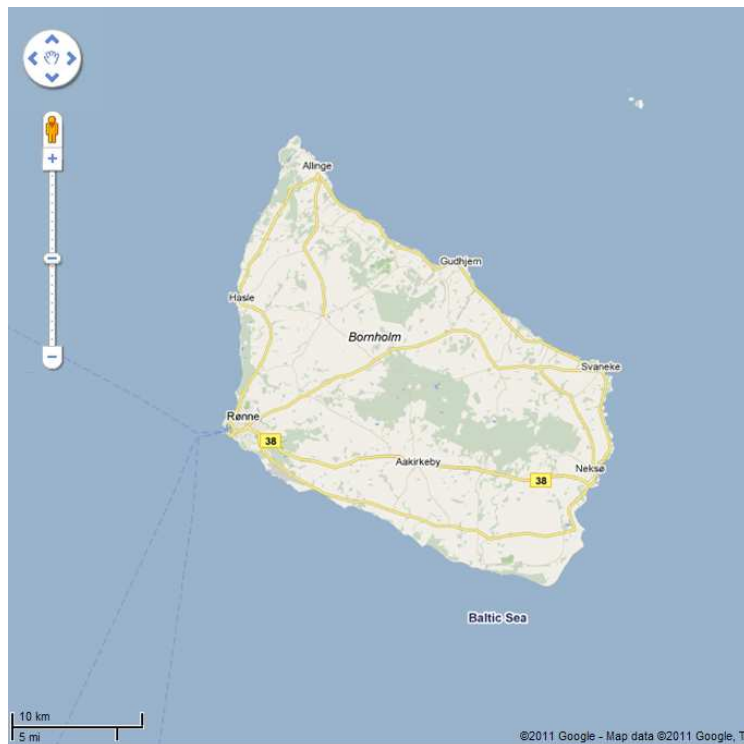 Allinge
Gudhjem
Hasle
Bornholm
Svaneke
Rønne
38
Aakirkeby
Neksø
38
Baltic Sea
10 km
5 mi
©2011 Google - Map data ©2011 Google, T